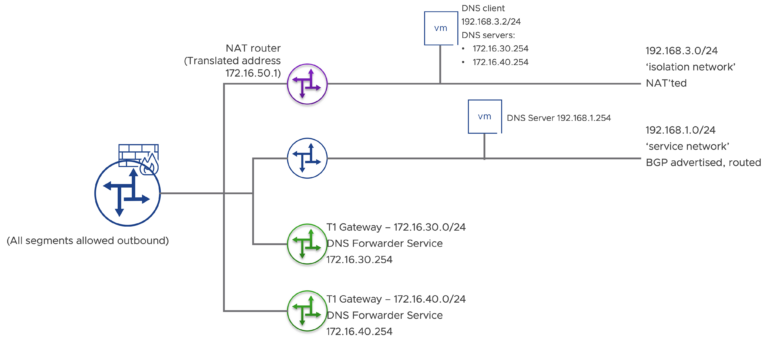 DNS client
192.168.3.2/24
DNS servers:
• 172.16.30.254
• 172.16.40.254
vm
NAT router
(Translated address
172.16.50.1)
192.168.3.0/24
‘isolation network’
NAT’ted
vm
DNS Server 192.168.1.254
192.168.1.0/24
‘service network’
BGP advertised, routed
(All segments allowed outbound)
T1 Gateway – 172.16.30.0/24
DNS Forwarder Service
172.16.30.254
T1 Gateway – 172.16.40.0/24
DNS Forwarder Service
172.16.40.254